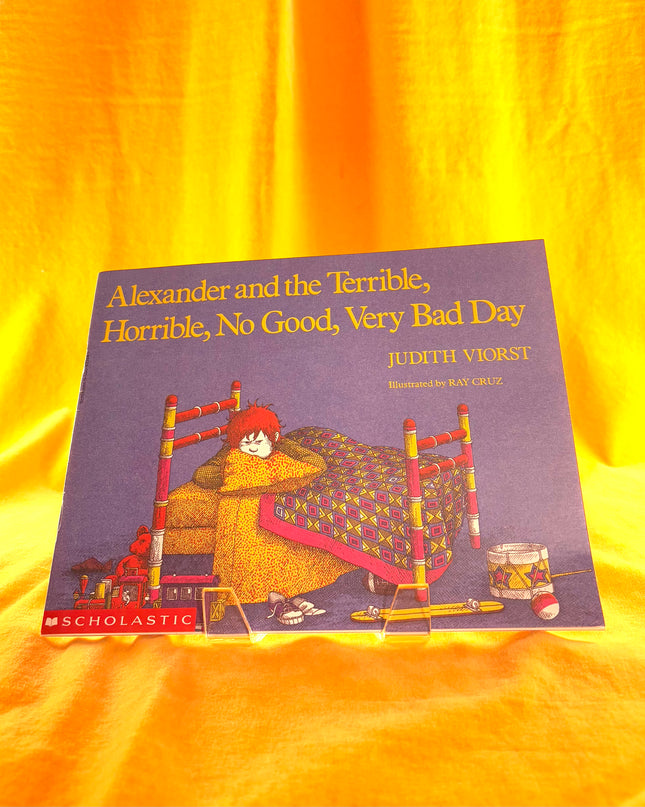 Alexander and the Terrible,
Horrible, No Good, Very Bad Day
JUDITH VIORST
Illustrated by RAY CRUZ
SCHOLASTIC